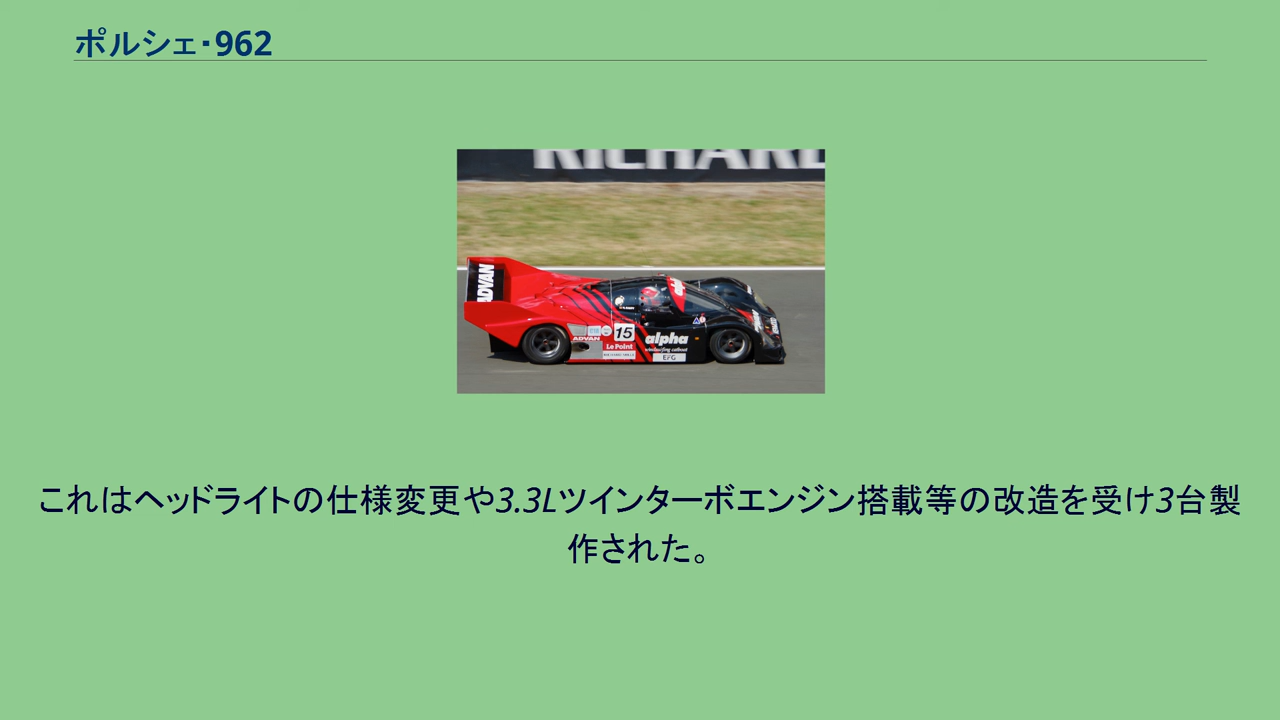 ポルシェ・962
RICHARD
ADVAN
15
ADVAN
Le Point
alpha
EFG
これはヘッドライトの仕様変更や3.3Lツインターボエンジン搭載等の改造を受け3台製
作された。